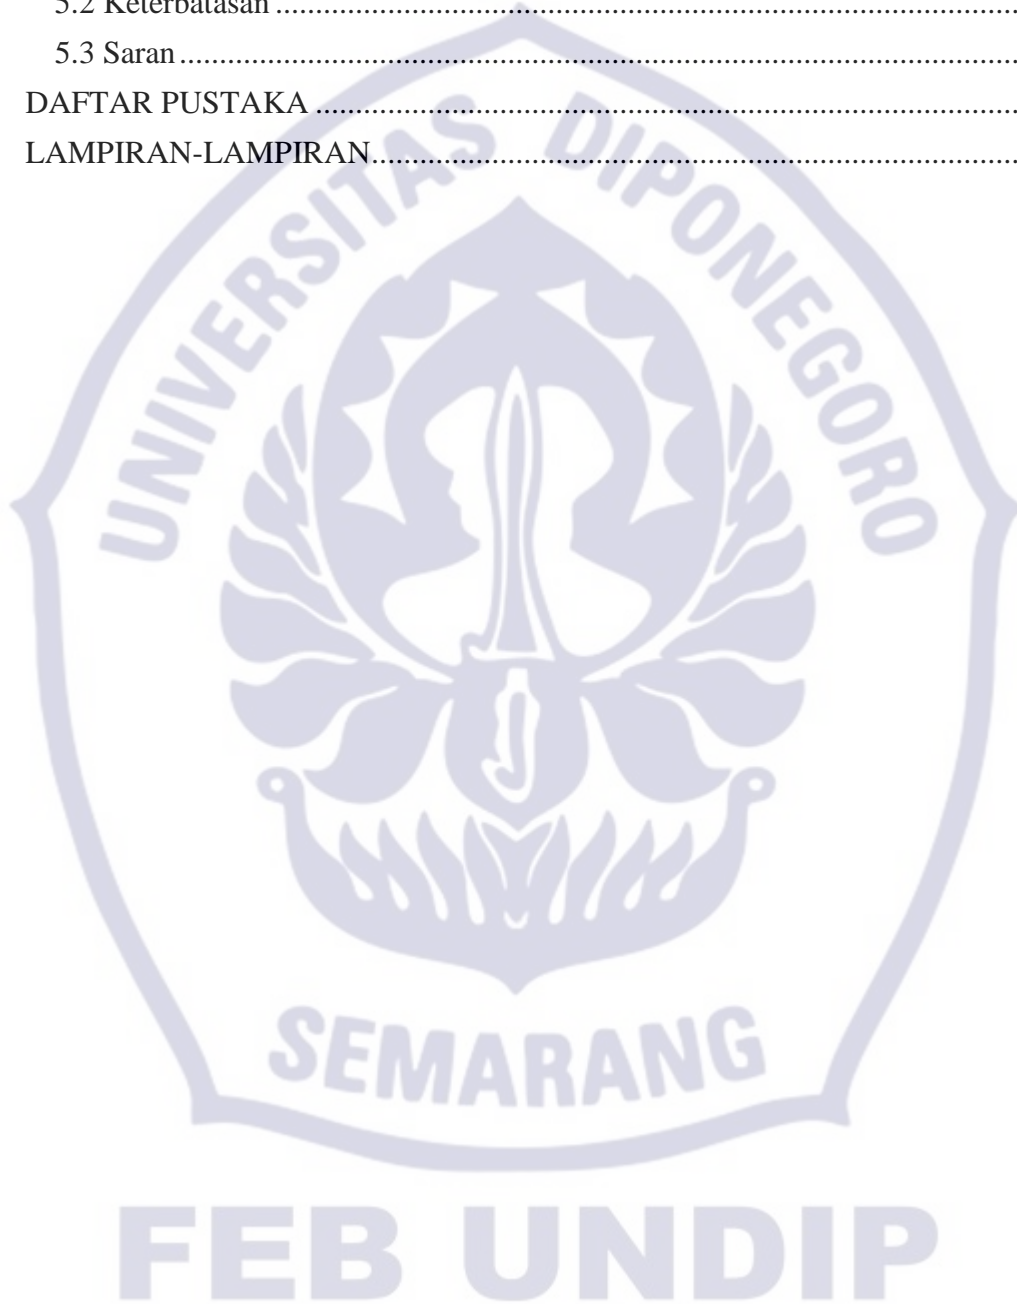 5.2 Keterbatasan ........................................................................................................
5.3 Saran ........................................................................................................
DAFTAR PUSTAKA ........................................................................................................
LAMPIRAN-LAMPIRAN........................................................................................................
UNIVERSITAS DIPONEGORO
SEMARANG
FEB UNDIP